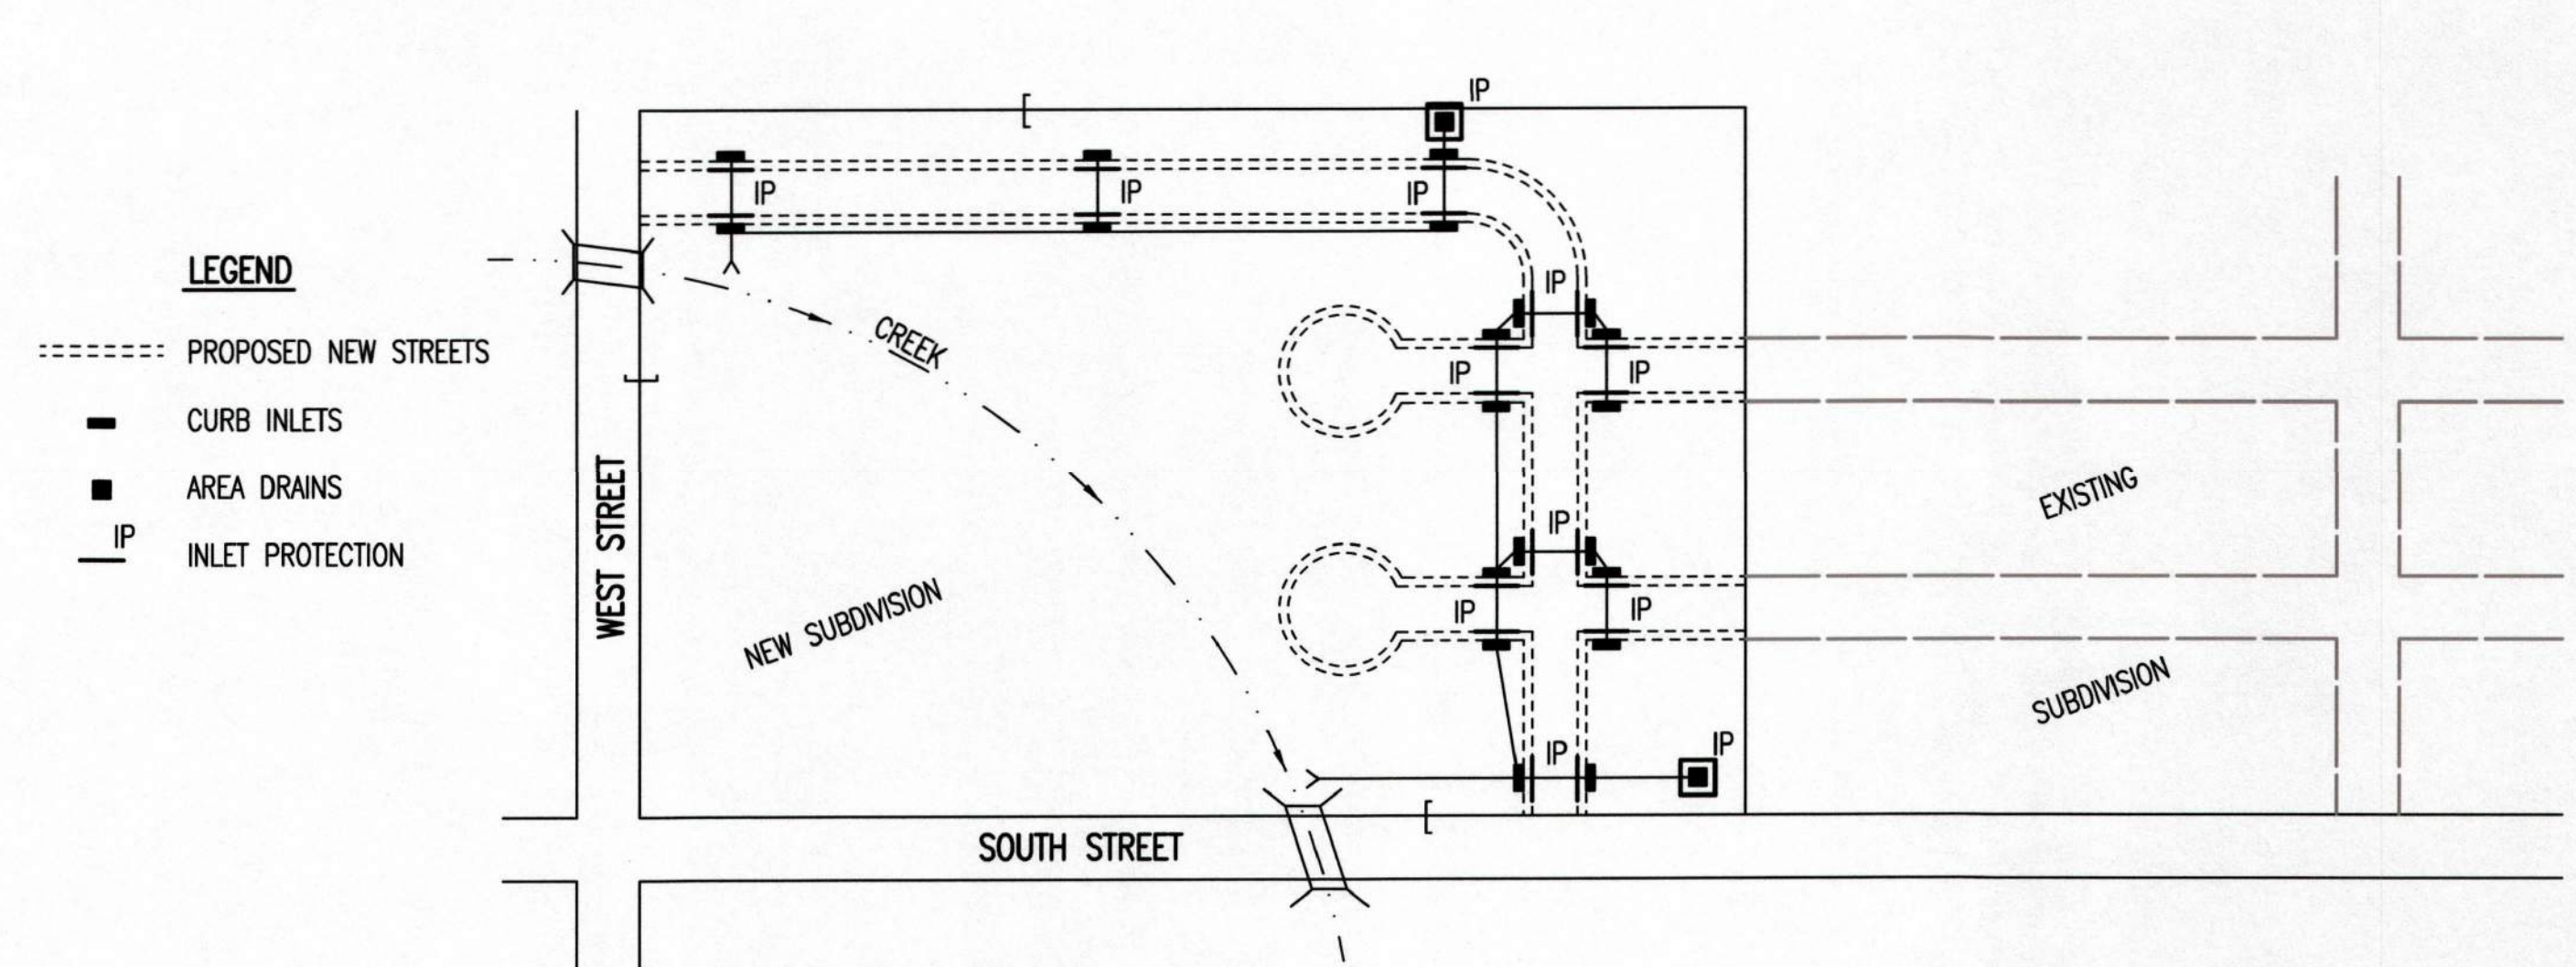 IP
IP
IP
IP
LEGEND
PROPOSED NEW STREETS
CURB INLETS
AREA DRAINS
IP
INLET PROTECTION
WEST STREET
CREEK
NEW SUBDIVISION
IP
IP
IP
IP
IP
IP
IP
IP
EXISTING
SUBDIVISION
SOUTH STREET